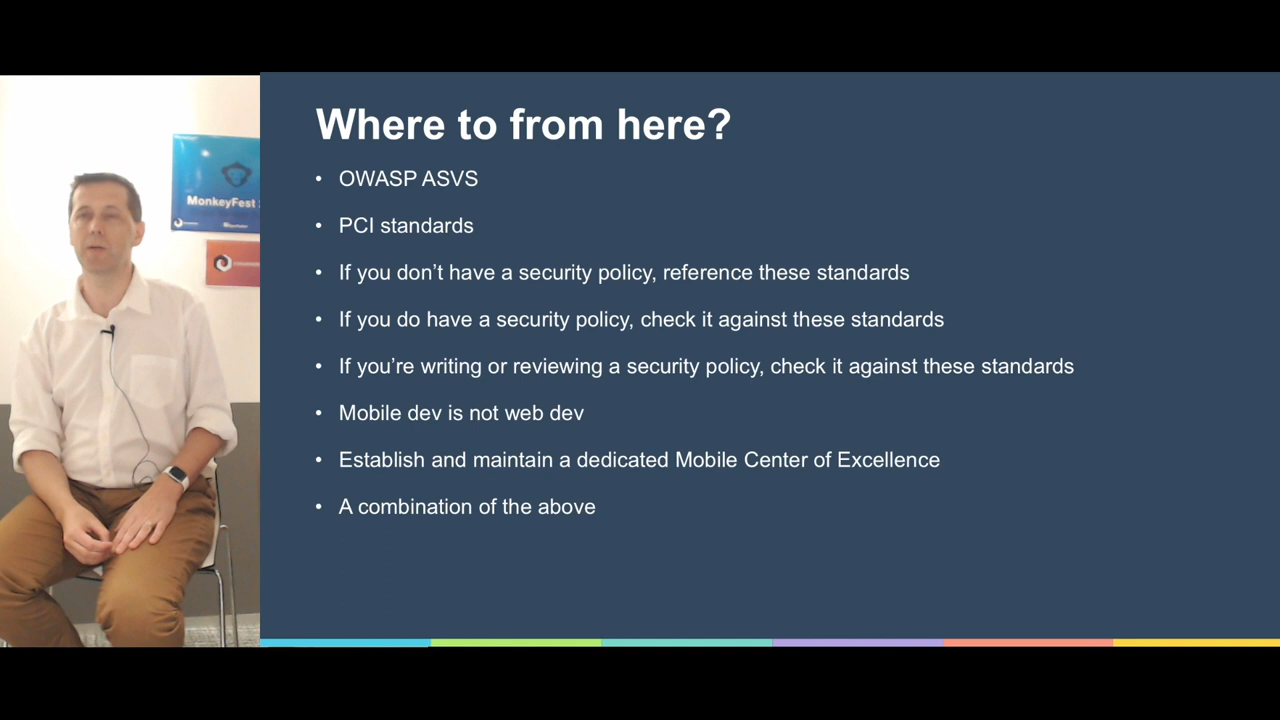 Where to from here?
• OWASP ASVS
• PCI standards
• If you don’t have a security policy, reference these standards
• If you do have a security policy, check it against these standards
• If you’re writing or reviewing a security policy, check it against these standards
• Mobile dev is not web dev
• Establish and maintain a dedicated Mobile Center of Excellence
• A combination of the above
MonkeyFest